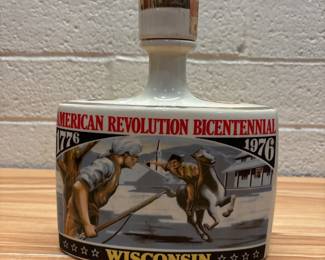 AMERICAN REVOLUTION BICENTENNIAL
1776 1976
WISCONSIN